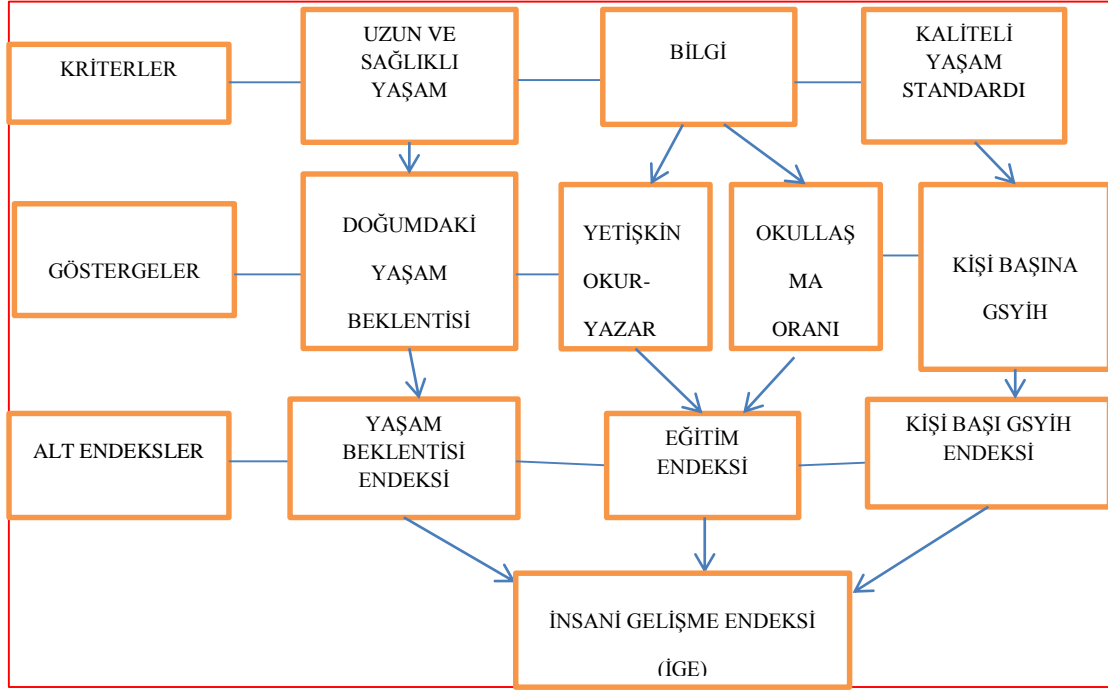 KRİTERLER
UZUN VE
SAĞLIKLI
YAŞAM
BİLGİ
KALİTELİ
YAŞAM
STANDARDI
GÖSTERGELER
DOĞUMDAKİ
YAŞAM
BEKLENTİSİ
YETİŞKİN
OKUR-
YAZAR
OKULLAŞ
MA
ORANI
KİŞİ BAŞINA
GSYİH
ALT ENDEKSLER
YAŞAM
BEKLENTİSİ
ENDEKSİ
EĞİTİM
ENDEKSİ
KİŞİ BAŞI GSYİH
ENDEKSİ
İNSANİ GELİŞME ENDEKSİ
(İGE)